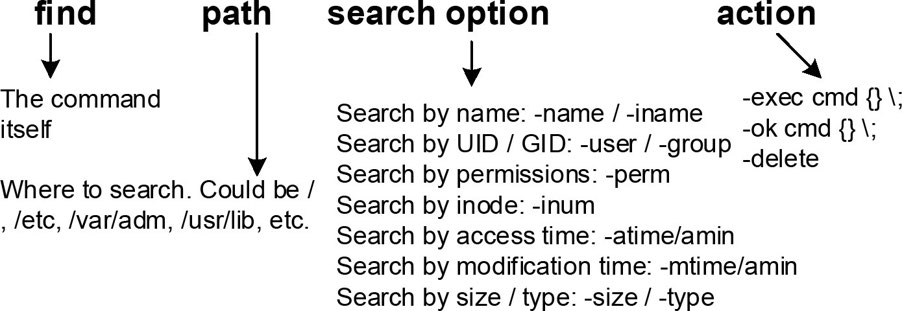 find path search option action
The command
itself
Where to search. Could be /
, /etc, /var/adm, /usr/lib, etc.
Search by name: -name / -iname
Search by UID / GID: -user / -group
Search by permissions: -perm
Search by inode: -inum
Search by access time: -atime/amin
Search by modification time: -mtime/amin
Search by size / type: -size / -type
-exec cmd {} \;
-ok cmd {} \;
-delete